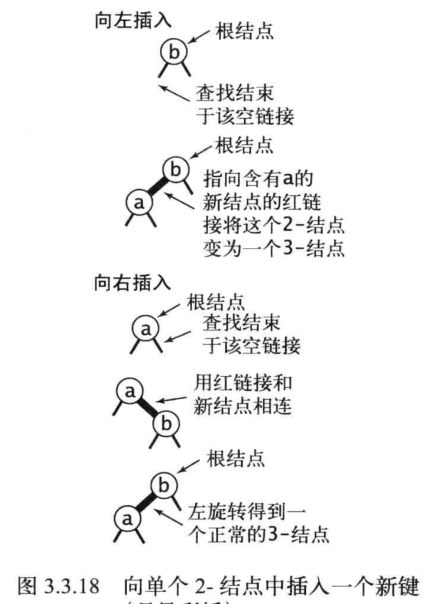 向左插入
根结点
b
查找结束
于该空链接
根结点
b
指向含有a的
a
新结点的红链
接将这个2-结点
变为一个3-结点
向右插入
根结点
a
查找结束
于该空链接
a
用红链接和
新结点相连
b
根结点
b
左旋转得到一
a
个正常的3-结点
图 3.3.18 向单个 2- 结点中插入一个新键